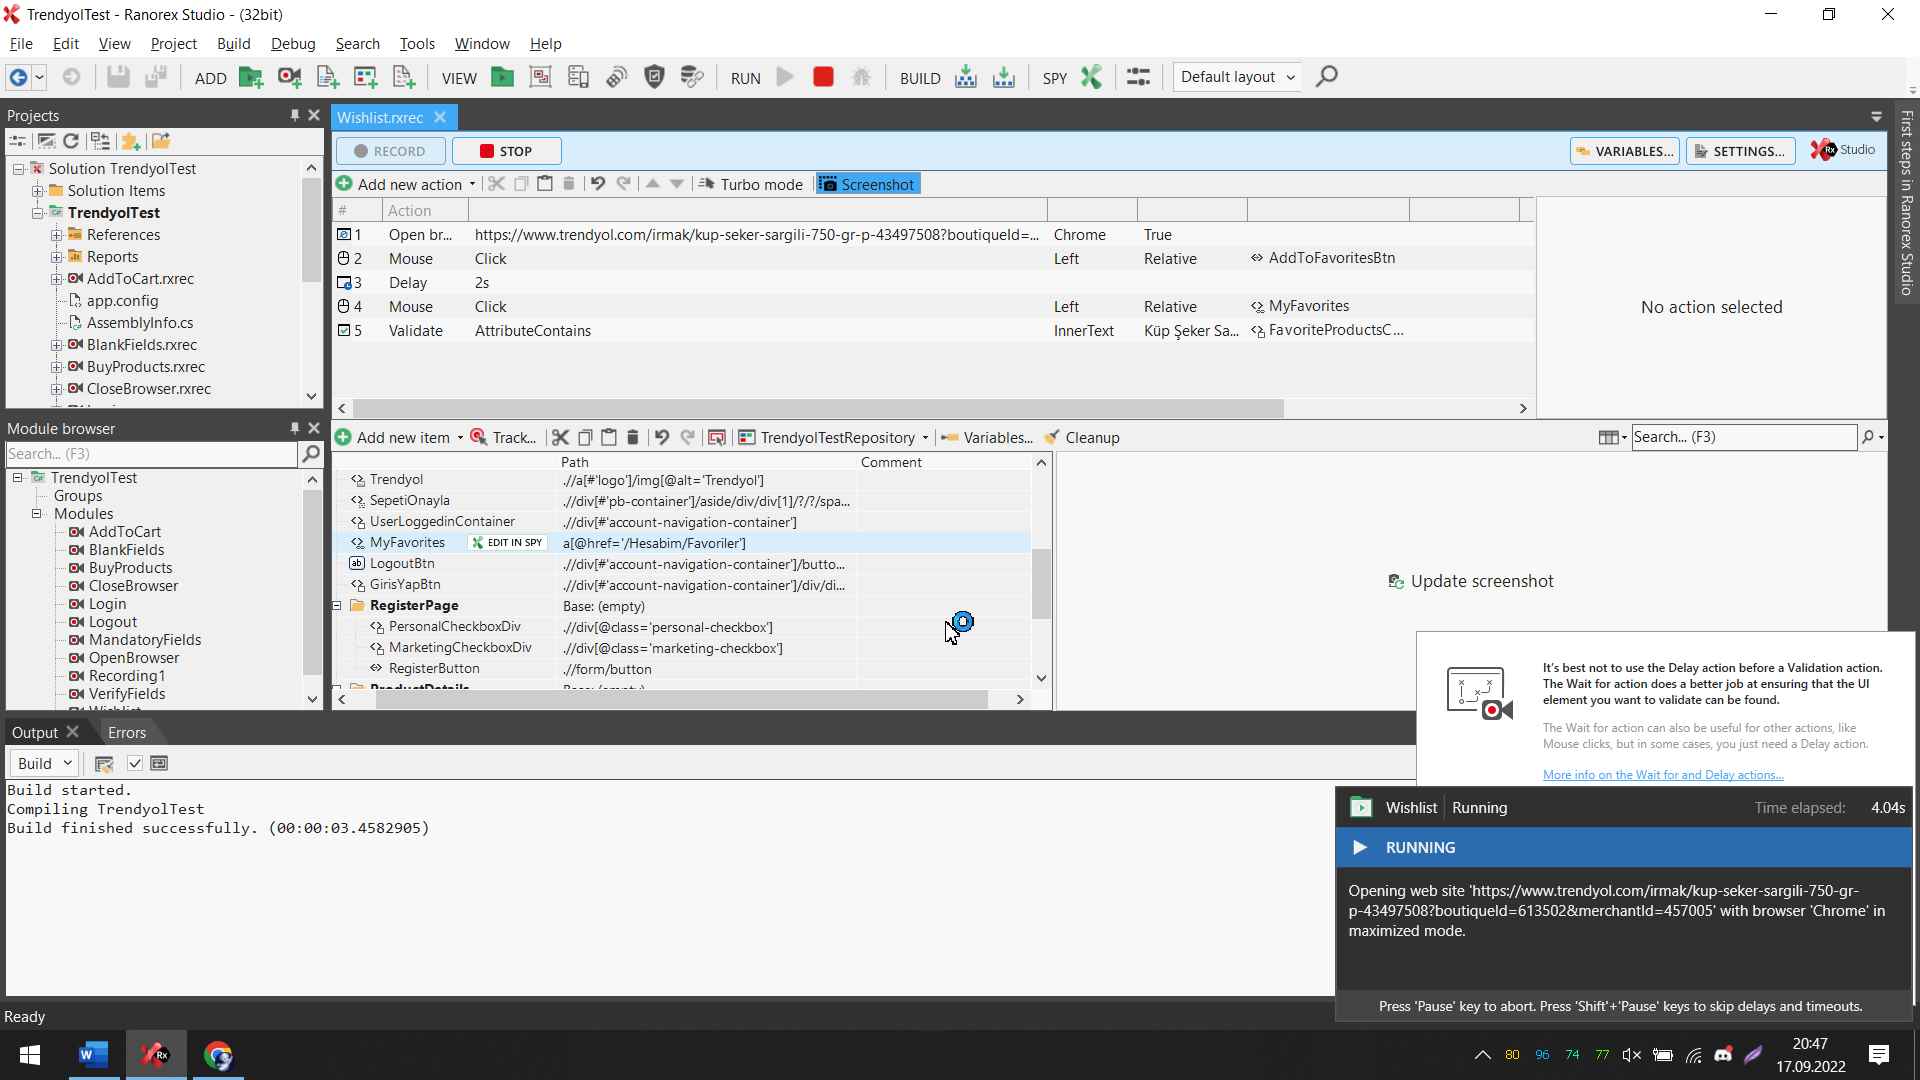 TrendyolTest - Ranorex Studio - (32bit)
File Edit View Project Build Debug Search Tools Window Help
ADD VIEW RUN BUILD SPY Default layout
Projects
Solution TrendyolTest
Solution Items
TrendyolTest
References
Reports
AddToCart.rxrec
app.config
AssemblyInfo.cs
BlankFields.rxrec
BuyProducts.rxrec
CloseBrowser.rxrec
Module browser
Search... (F3)
TrendyolTest
Groups
Modules
AddToCart
BlankFields
BuyProducts
CloseBrowser
Login
Logout
MandatoryFields
OpenBrowser
Recording1
VerifyFields
Wishlist.rxrec
RECORD STOP VARIABLES... SETTINGS... Rx Studio
Add new action Turbo mode Screenshot
# Action
1 Open br... https://www.trendyol.com/irmak/kup-seker-sargili-750-gr-p-43497508?boutiqueId=... Chrome True
2 Mouse Click Left Relative AddToFavoritesBtn
3 Delay 2s
4 Mouse Click Left Relative MyFavorites
5 Validate AttributeContains InnerText Küp Şeker Sa... FavoriteProductsC...
No action selected
First steps in Ranorex Studio
Add new item Track... TrendyolTestRepository Variables... Cleanup Search... (F3)
Path Comment
Trendyol .//a[#'logo']/img[@alt='Trendyol']
SepetiOnayla .//div[#'pb-container']/aside/div/div[1]/?/?/spa...
UserLoggedinContainer .//div[#'account-navigation-container']
MyFavorites EDIT IN SPY a[@href='/Hesabim/Favoriler']
LogoutBtn .//div[#'account-navigation-container']/butto...
GirisYapBtn .//div[#'account-navigation-container']/div/di...
RegisterPage Base: (empty)
PersonalCheckboxDiv .//div[@class='personal-checkbox']
MarketingCheckboxDiv .//div[@class='marketing-checkbox']
RegisterButton .//form/button
ProductDetails Base: (empty)
Update screenshot
It's best not to use the Delay action before a Validation action.
The Wait for action does a better job at ensuring that the UI
element you want to validate can be found.
The Wait for action can also be useful for other actions, like
Mouse clicks, but in some cases, you just need a Delay action.
More info on the Wait for and Delay actions...
Output Errors
Build
Build started.
Compiling TrendyolTest
Build finished successfully. (00:00:03.4582905)
Wishlist Running Time elapsed: 4.04s
RUNNING
Opening web site 'https://www.trendyol.com/irmak/kup-seker-sargili-750-gr-
p-43497508?boutiqueId=613502&merchantId=457005' with browser 'Chrome' in
maximized mode.
Press 'Pause' key to abort. Press 'Shift'+'Pause' keys to skip delays and timeouts.
Ready
80 96 74 77
20:47
17.09.2022